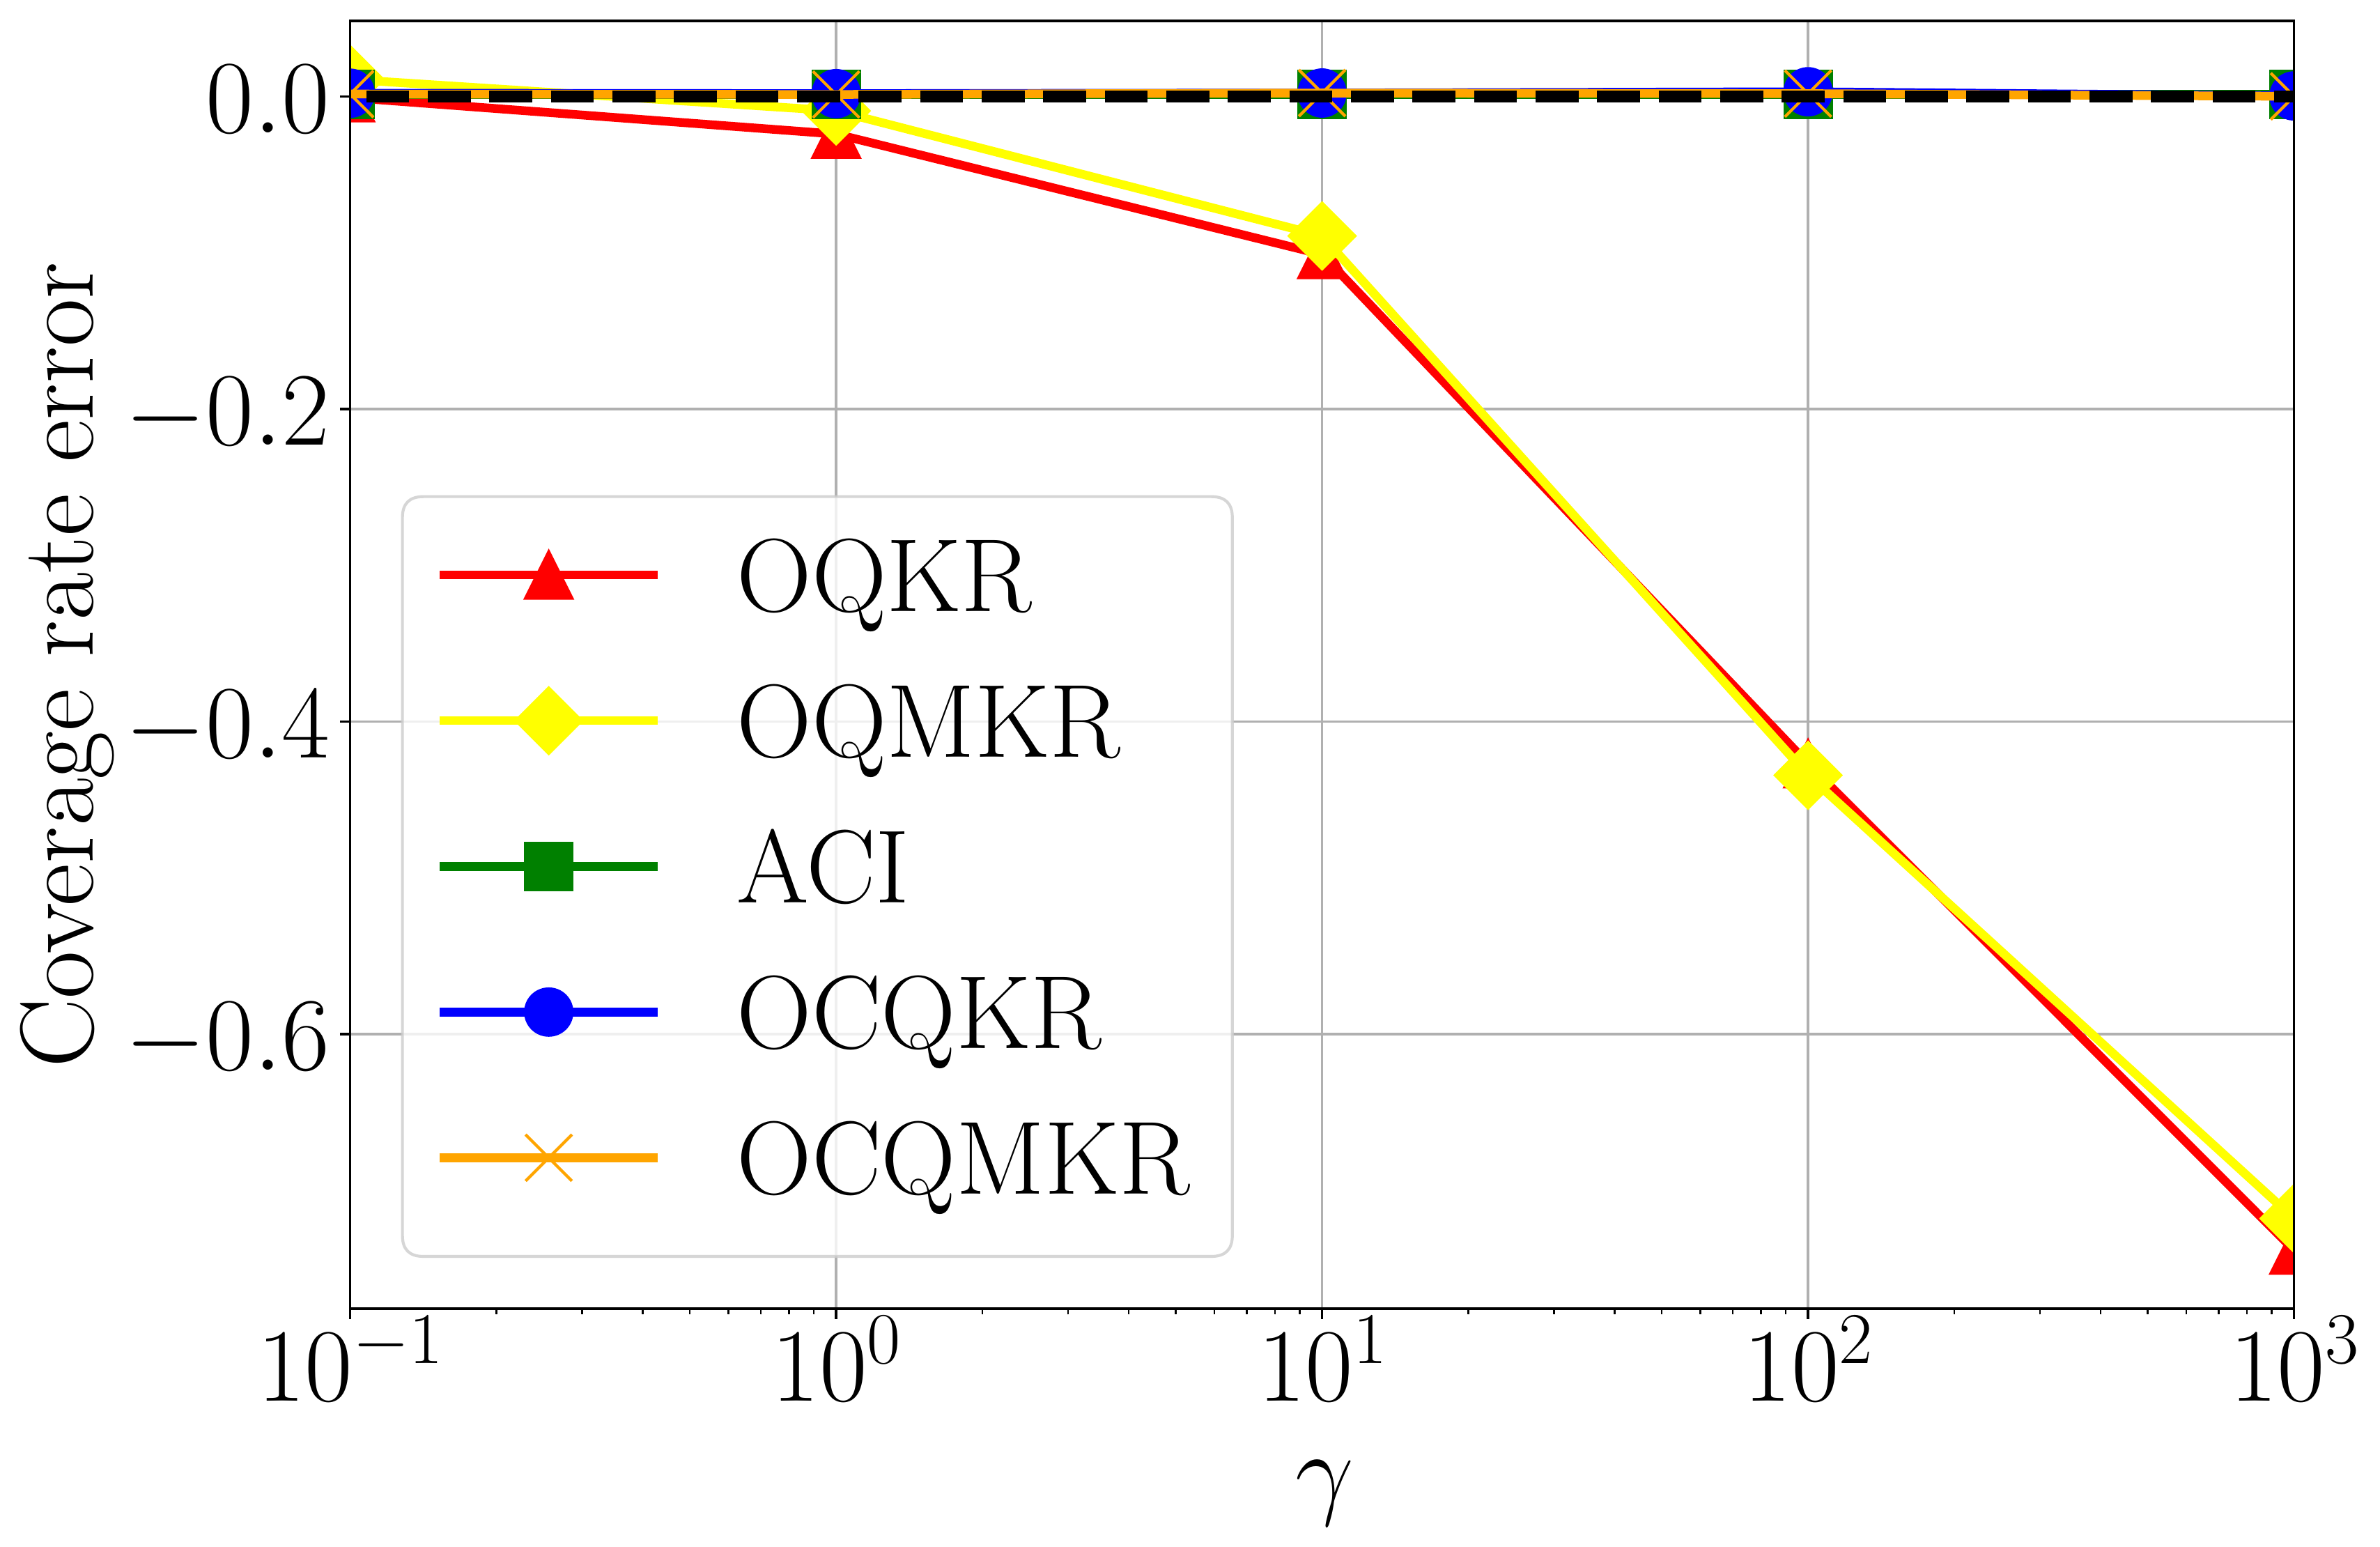 Coverage rate error
0.0
−0.2
−0.4
−0.6
OQKR
OQMKR
ACI
OCQKR
OCQMKR
10⁻¹ 10⁰ 10¹ 10² 10³
γ